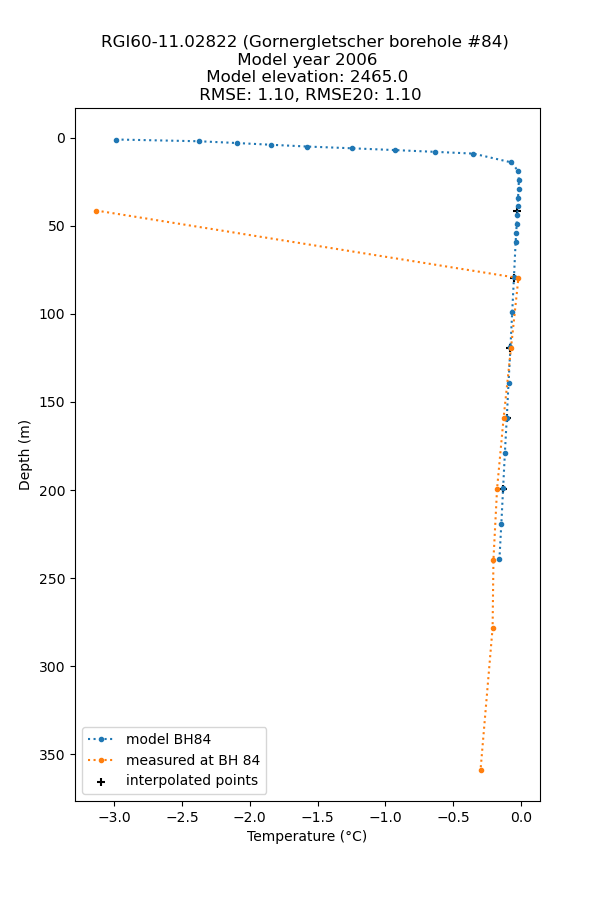 RGI60-11.02822 (Gornergletscher borehole #84)
Model year 2006
Model elevation: 2465.0
RMSE: 1.10, RMSE20: 1.10
0
50
100
150
200
250
300
350
Depth (m)
model BH84
measured at BH 84
interpolated points
−3.0 −2.5 −2.0 −1.5 −1.0 −0.5 0.0
Temperature (°C)